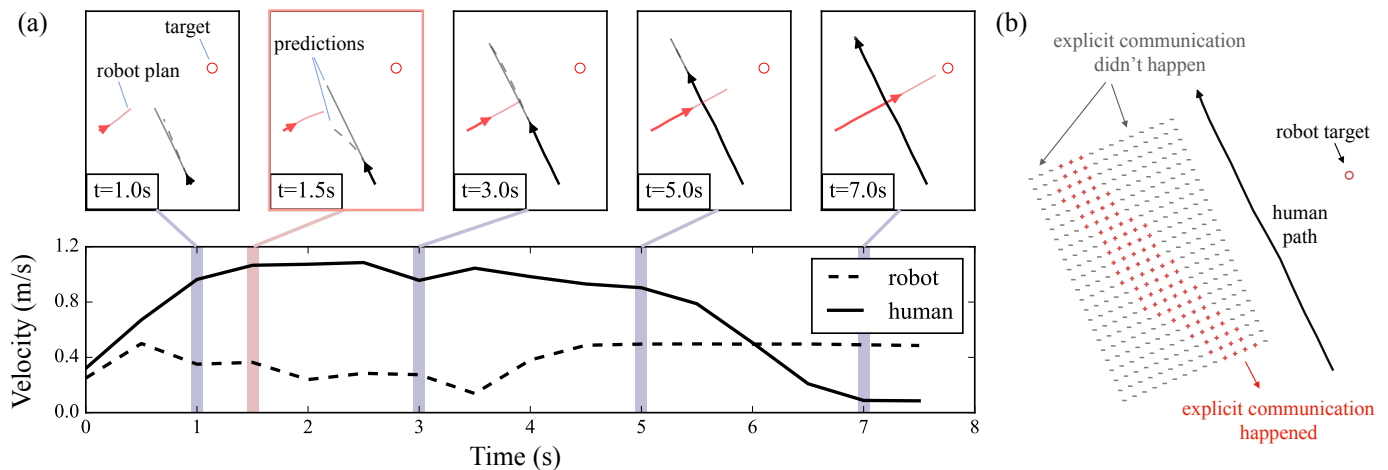 (a)
target
robot plan
t=1.0s
predictions
t=1.5s
t=3.0s
t=5.0s
t=7.0s
Velocity (m/s)
1.2
0.8
0.4
0.0
robot
human
0 1 2 3 4 5 6 7 8
Time (s)
(b)
explicit communication
didn't happen
robot target
human
path
explicit communication
happened